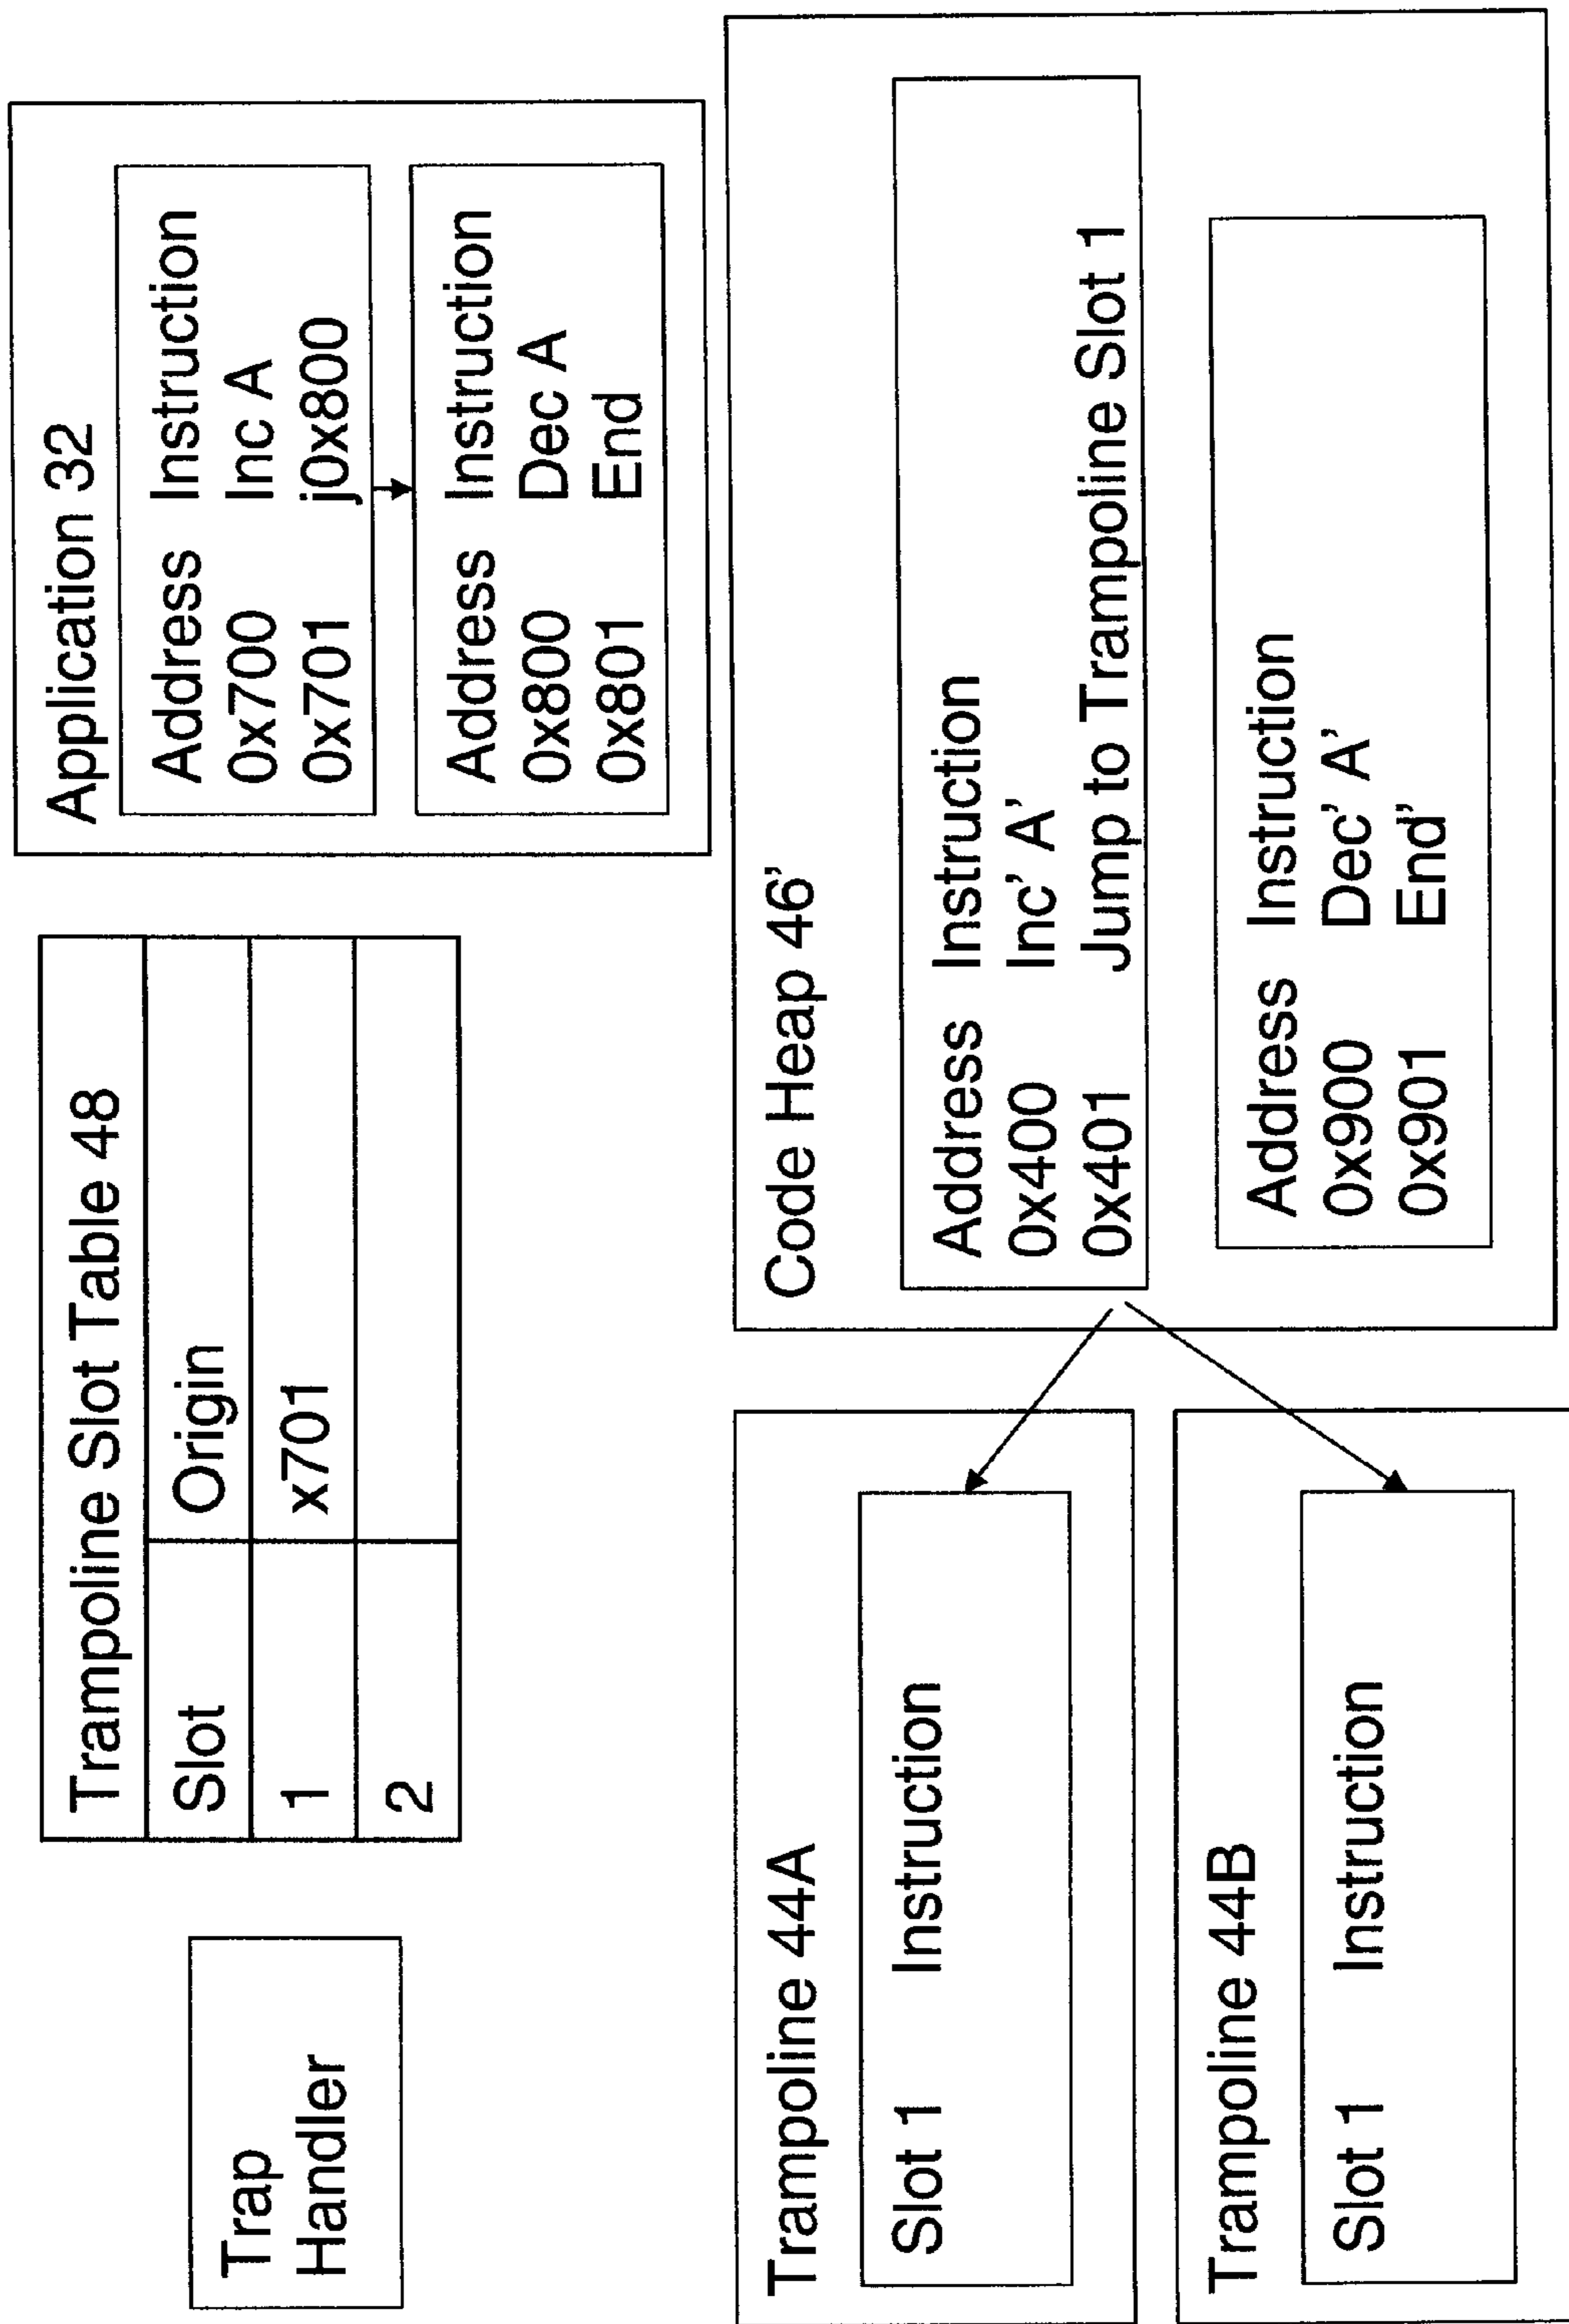 Trap
Handler
Trampoline Slot Table 48
Slot Origin
1 x701
2
Application 32
Address Instruction
0x700 Inc A
0x701 j0x800
Address Instruction
0x800 Dec A
0x801 End
Trampoline 44A
Slot 1 Instruction
Trampoline 44B
Slot 1 Instruction
Code Heap 46'
Address Instruction
0x400 Inc' A'
0x401 Jump to Trampoline Slot 1
Address Instruction
0x900 Dec' A'
0x901 End'